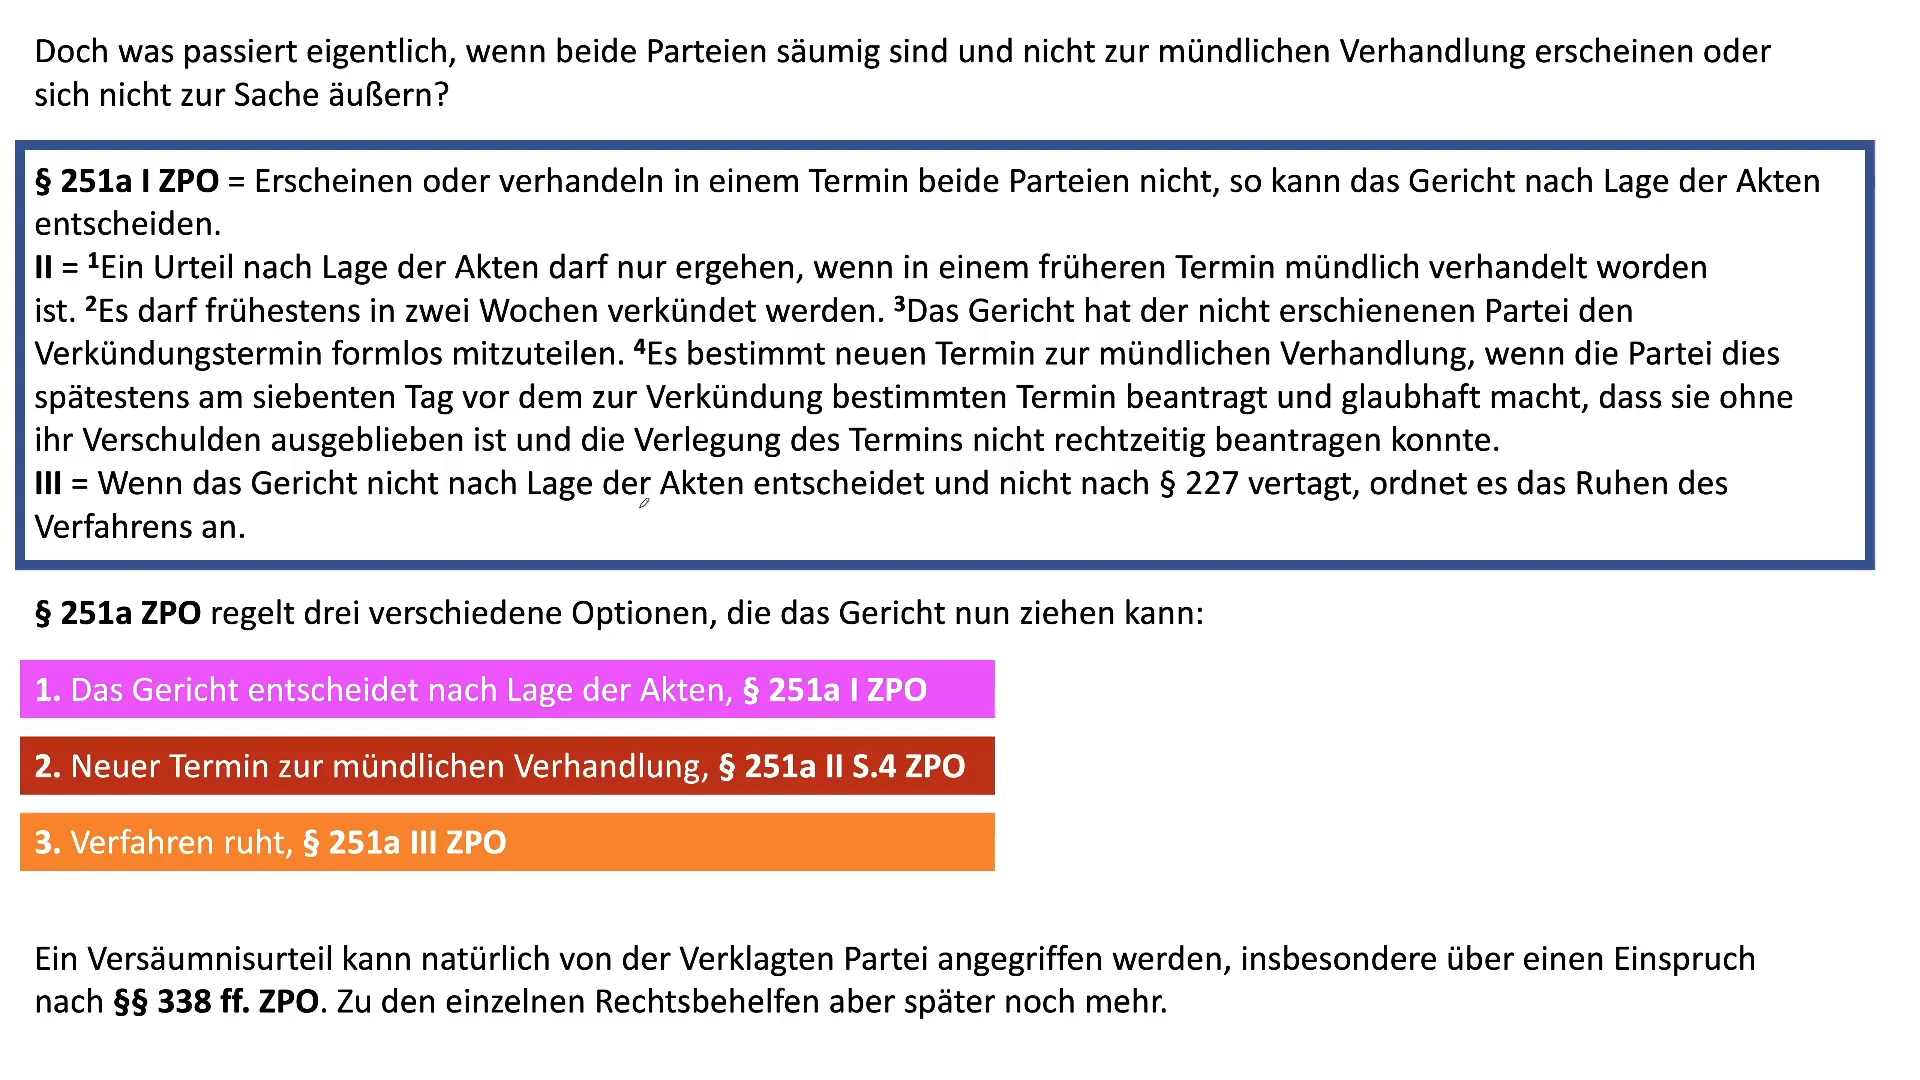 Doch was passiert eigentlich, wenn beide Parteien säumig sind und nicht zur mündlichen Verhandlung erscheinen oder
sich nicht zur Sache äußern?
§ 251a I ZPO = Erscheinen oder verhandeln in einem Termin beide Parteien nicht, so kann das Gericht nach Lage der Akten
entscheiden.
II = ¹Ein Urteil nach Lage der Akten darf nur ergehen, wenn in einem früheren Termin mündlich verhandelt worden
ist. ²Es darf frühestens in zwei Wochen verkündet werden. ³Das Gericht hat der nicht erschienenen Partei den
Verkündungstermin formlos mitzuteilen. ⁴Es bestimmt neuen Termin zur mündlichen Verhandlung, wenn die Partei dies
spätestens am siebenten Tag vor dem zur Verkündung bestimmten Termin beantragt und glaubhaft macht, dass sie ohne
ihr Verschulden ausgeblieben ist und die Verlegung des Termins nicht rechtzeitig beantragen konnte.
III = Wenn das Gericht nicht nach Lage der Akten entscheidet und nicht nach § 227 vertagt, ordnet es das Ruhen des
Verfahrens an.
§ 251a ZPO regelt drei verschiedene Optionen, die das Gericht nun ziehen kann:
1. Das Gericht entscheidet nach Lage der Akten, § 251a I ZPO
2. Neuer Termin zur mündlichen Verhandlung, § 251a II S.4 ZPO
3. Verfahren ruht, § 251a III ZPO
Ein Versäumnisurteil kann natürlich von der Verklagten Partei angegriffen werden, insbesondere über einen Einspruch
nach §§ 338 ff. ZPO. Zu den einzelnen Rechtsbehelfen aber später noch mehr.